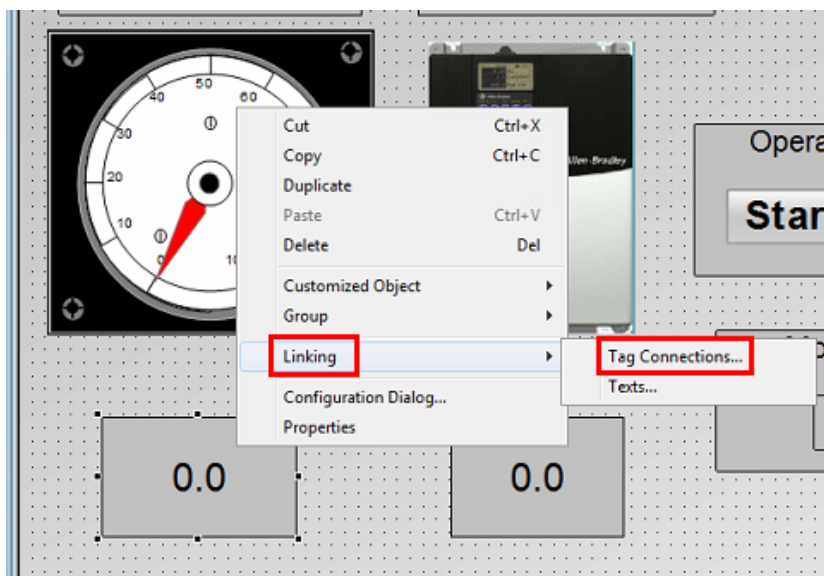 50
40
60
30
20
10
0
10
Allen-Bradley
Cut Ctrl+X
Copy Ctrl+C
Duplicate
Paste Ctrl+V
Delete Del
Customized Object
Group
Linking
Tag Connections...
Texts...
Configuration Dialog...
Properties
Opera
Star
0.0
0.0